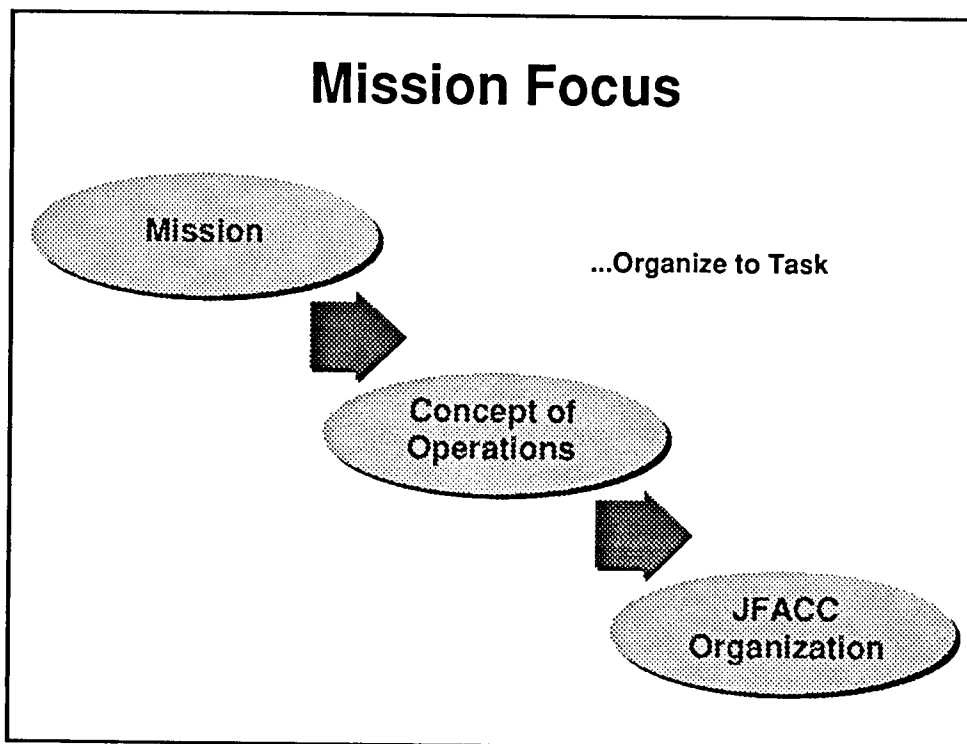 Mission Focus
Mission
...Organize to Task
Concept of
Operations
JFACC
Organization